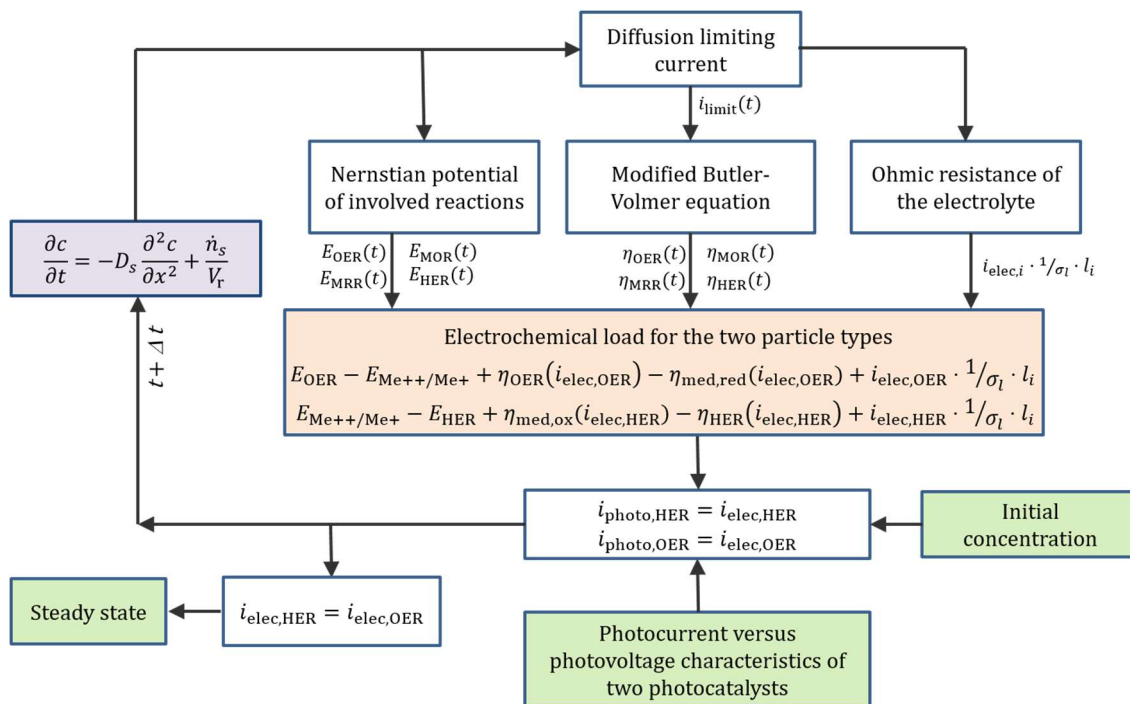 Diffusion limiting
current
i_limit(t)
Nernstian potential
of involved reactions
Modified Butler-
Volmer equation
Ohmic resistance of
the electrolyte
∂c/∂t = −D_s ∂²c/∂x² + ṅ_s/V_r
E_OER(t) E_MOR(t)
E_MRR(t) E_HER(t)
η_OER(t) η_MOR(t)
η_MRR(t) η_HER(t)
i_elec,i · 1/σ_l · l_i
t + Δt
Electrochemical load for the two particle types
E_OER − E_Me++/Me+ + η_OER(i_elec,OER) − η_med,red(i_elec,OER) + i_elec,OER · 1/σ_l · l_i
E_Me++/Me+ − E_HER + η_med,ox(i_elec,HER) − η_HER(i_elec,HER) + i_elec,HER · 1/σ_l · l_i
i_photo,HER = i_elec,HER
i_photo,OER = i_elec,OER
Initial
concentration
Steady state
i_elec,HER = i_elec,OER
Photocurrent versus
photovoltage characteristics of
two photocatalysts